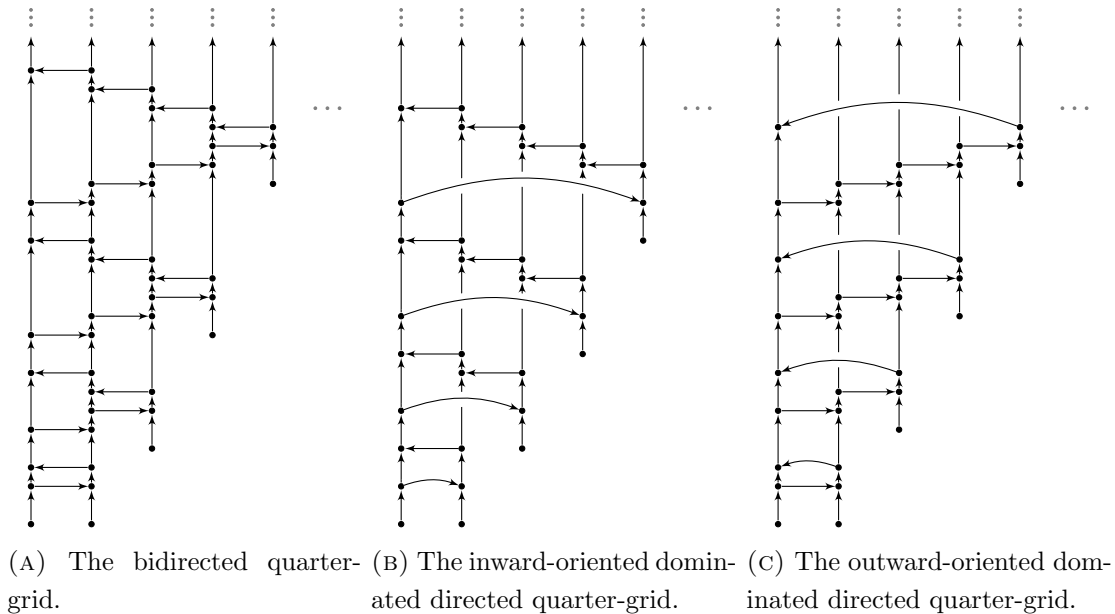 (A) The bidirected quarter-
grid.
(B) The inward-oriented domin-
ated directed quarter-grid.
(C) The outward-oriented dom-
inated directed quarter-grid.